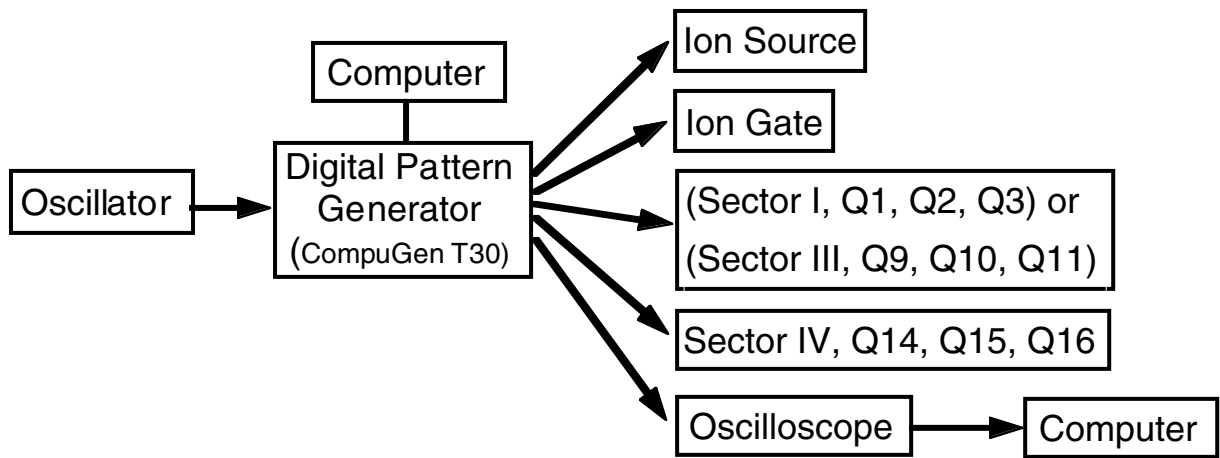 Ion Source
Computer
Ion Gate
Digital Pattern
Generator
(CompuGen T30)
Oscillator
(Sector I, Q1, Q2, Q3) or
(Sector III, Q9, Q10, Q11)
Sector IV, Q14, Q15, Q16
Oscilloscope
Computer